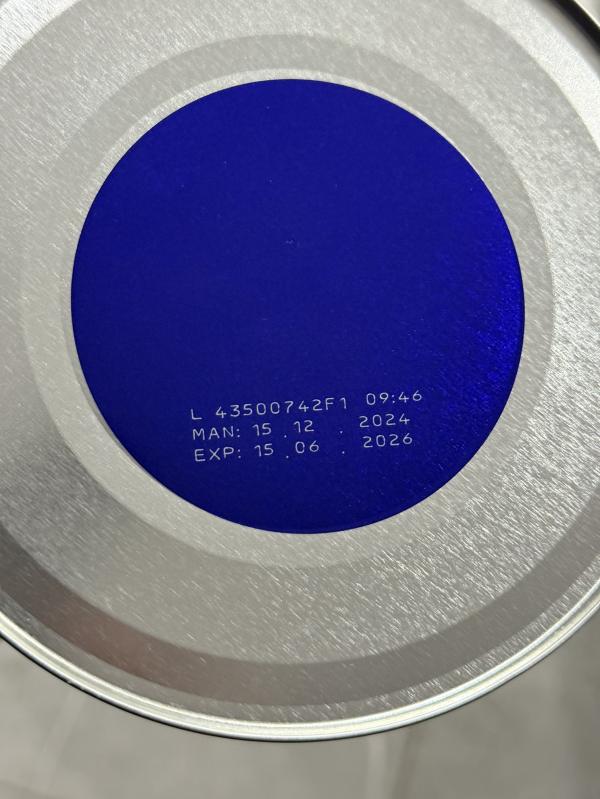 L 43500742F1 09:46
MAN: 15 . 12 . 2024
EXP: 15 . 06 . 2026